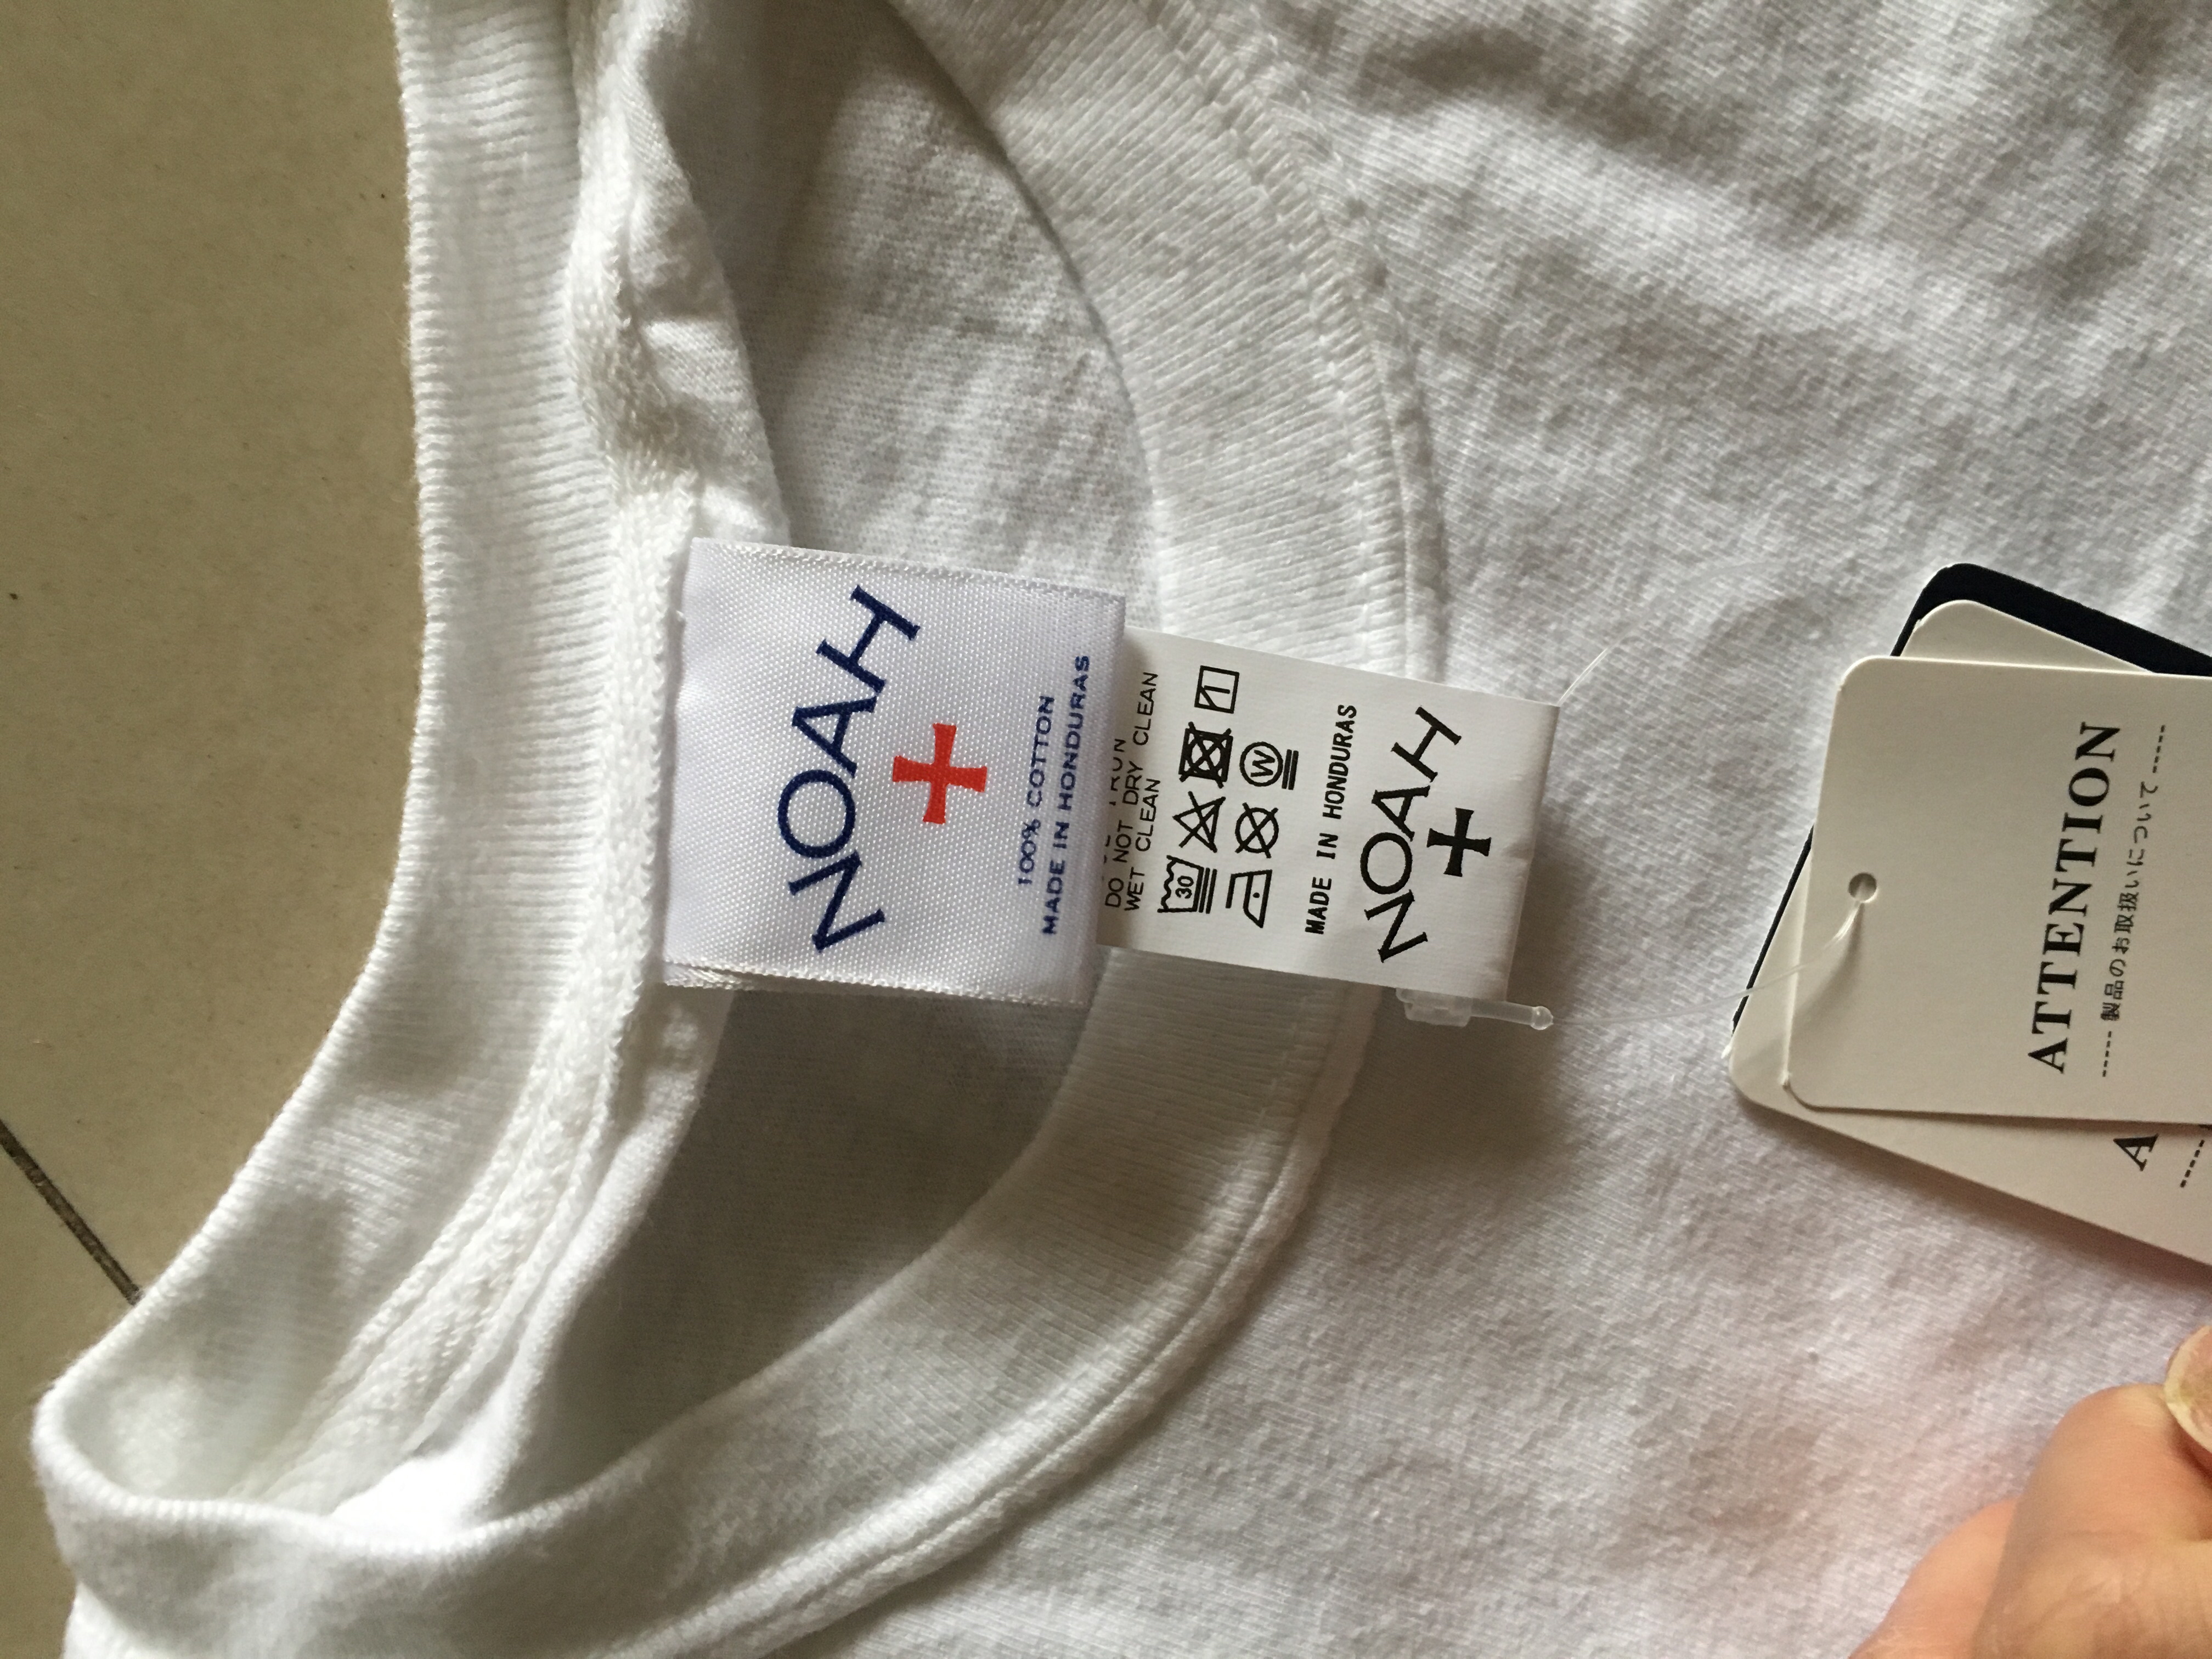 NOAH
100% COTTON
MADE IN HONDURAS
DO NOT DRY CLEAN
WET CLEAN
30
W
MADE IN HONDURAS
NOAH
ATTENTION
----- 製品のお取扱いについて -----
A